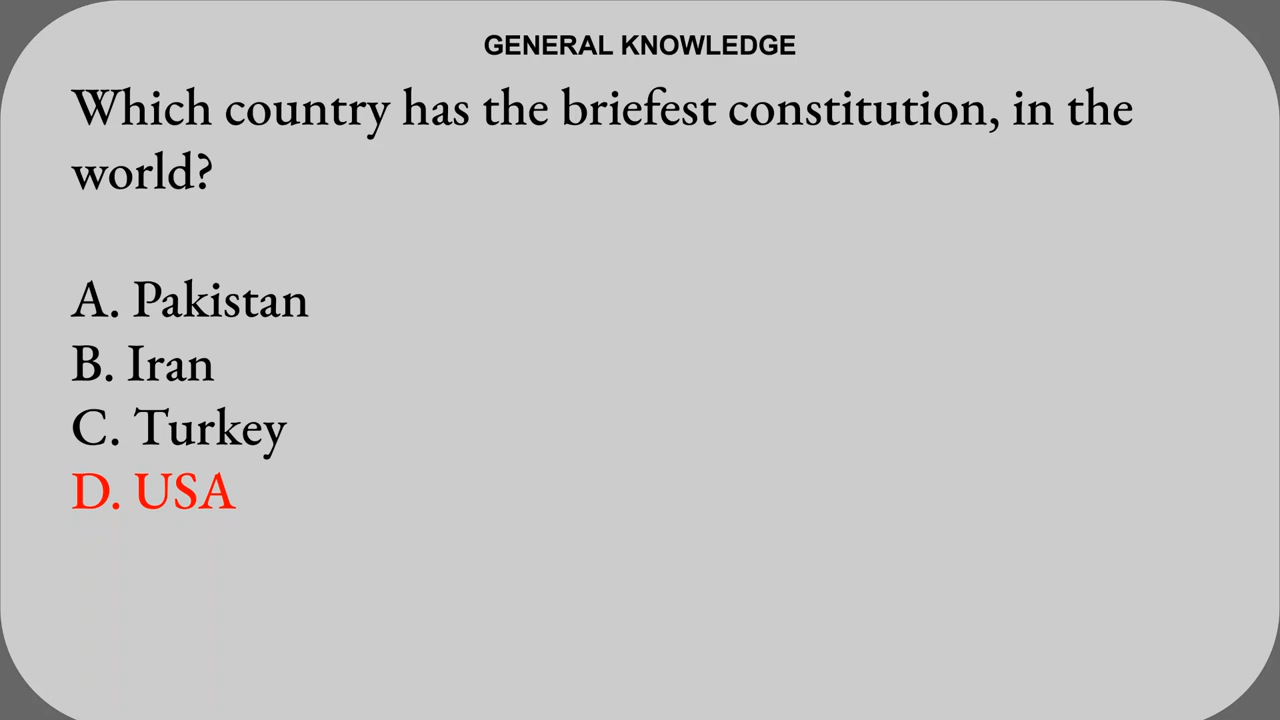 GENERAL KNOWLEDGE
Which country has the briefest constitution, in the
world?
A. Pakistan
B. Iran
C. Turkey
D. USA